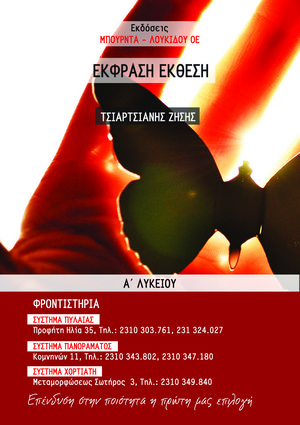 Εκδόσεις
ΜΠΟΥΡΝΤΑ - ΛΟΥΚΙΔΟΥ ΟΕ
ΕΚΦΡΑΣΗ ΕΚΘΕΣΗ
ΤΣΙΑΡΤΣΙΑΝΗΣ ΖΗΣΗΣ
Α΄ ΛΥΚΕΙΟΥ
ΦΡΟΝΤΙΣΤΗΡΙΑ
ΣΥΣΤΗΜΑ ΠΥΛΑΙΑΣ
Προφήτη Ηλία 35, Τηλ.: 2310 303.761, 231 324.027
ΣΥΣΤΗΜΑ ΠΑΝΟΡΑΜΑΤΟΣ
Κομνηνών 11, Τηλ.: 2310 343.802, 2310 347.180
ΣΥΣΤΗΜΑ ΧΟΡΤΙΑΤΗ
Μεταμορφώσεως Σωτήρος 3, Τηλ.: 2310 349.840
Επένδυση στην ποιότητα η πρώτη μας επιλογή